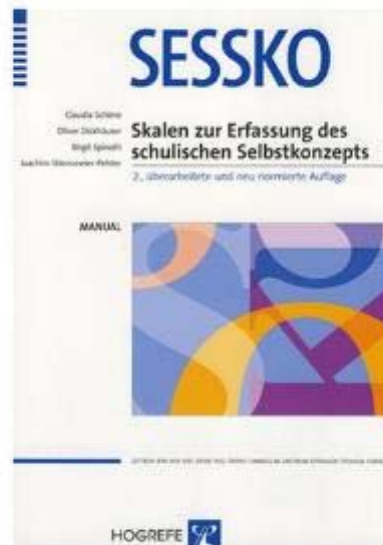 SESSKO
Claudia Schöne
Oliver Dickhäuser
Birgit Spinath
Joachim Stiensmeier-Pelster
Skalen zur Erfassung des
schulischen Selbstkonzepts
2., überarbeitete und neu normierte Auflage
MANUAL
HOGREFE